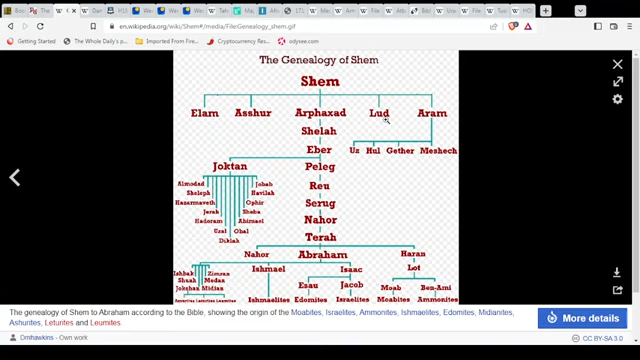 en.wikipedia.org/wiki/Shem#/media/File:Genealogy_shem.gif
Getting Started
The Whole Daily's p...
Imported From Firef...
Cryptocurrency Res...
odysee.com
The Genealogy of Shem
Shem
Elam Asshur Arphaxad Lud Aram
Shelah
Eber
Uz Hul Gether Meshech
Joktan
Peleg
Almodad Jobab
Sheleph Havilah
Hazarmaveth Ophir
Jerah Sheba
Hadoram Abimael
Uzal Obal
Diklah
Reu
Serug
Nahor
Terah
Nahor Abraham Haran
Ishbak Zimran
Shuah Medan
Jokshan Midian
Ishmael Isaac Lot
Esau Jacob Moab Ben-Ami
Ishmaelites Edomites Israelites Moabites Ammonites
The genealogy of Shem to Abraham according to the Bible, showing the origin of the Moabites, Israelites, Ammonites, Ishmaelites, Edomites, Midianites,
Ashurites, Leturites and Leumites.
More details
Dmhawkins - Own work
CC BY-SA 3.0